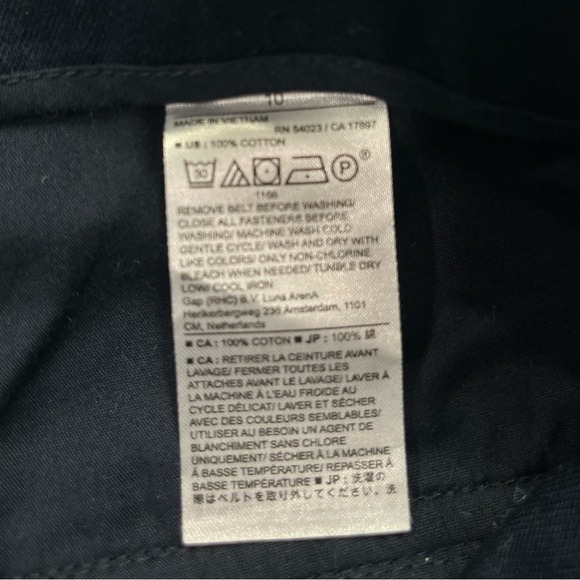 10
MADE IN VIETNAM
RN 54023 / CA 17897
■ US : 100% COTTON
30 P ®
REMOVE BELT BEFORE WASHING/
CLOSE ALL FASTENERS BEFORE
WASHING/ MACHINE WASH COLD
GENTLE CYCLE/ WASH AND DRY WITH
LIKE COLORS/ ONLY NON-CHLORINE
BLEACH WHEN NEEDED/ TUMBLE DRY
LOW/ COOL IRON
Gap (RHC) B.V. Luna ArenA
Herikerbergweg 238 Amsterdam, 1101
CM, Netherlands
■ CA : 100% COTON ■ JP : 100% 綿
■ CA : RETIRER LA CEINTURE AVANT
LAVAGE/ FERMER TOUTES LES
ATTACHES AVANT LE LAVAGE/ LAVER À
LA MACHINE À L'EAU FROIDE AU
CYCLE DÉLICAT/ LAVER ET SÉCHER
AVEC DES COULEURS SEMBLABLES/
UTILISER AU BESOIN UN AGENT DE
BLANCHIMENT SANS CHLORE
UNIQUEMENT/ SÉCHER À LA MACHINE
À BASSE TEMPÉRATURE/ REPASSER À
BASSE TEMPÉRATURE/ ■ JP : 洗濯の
際はベルトを取り外してください。洗